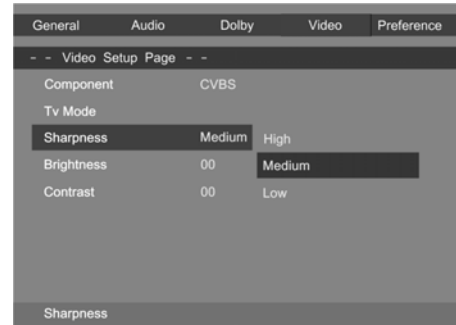 General Audio Dolby Video Preference
- - Video Setup Page - -
Component CVBS
Tv Mode
Sharpness Medium High
Brightness 00 Medium
Contrast 00 Low
Sharpness